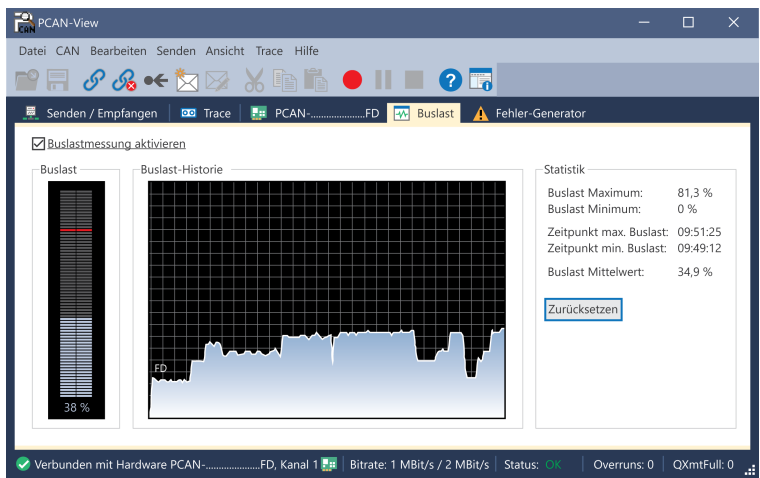 CAN
PCAN-View
Datei CAN Bearbeiten Senden Ansicht Trace Hilfe
Senden / Empfangen Trace PCAN-.....................FD Buslast Fehler-Generator
Buslastmessung aktivieren
Buslast
38 %
Buslast-Historie
FD
Statistik
Buslast Maximum: 81,3 %
Buslast Minimum: 0 %
Zeitpunkt max. Buslast: 09:51:25
Zeitpunkt min. Buslast: 09:49:12
Buslast Mittelwert: 34,9 %
Zurücksetzen
Verbunden mit Hardware PCAN-.....................FD, Kanal 1 Bitrate: 1 MBit/s / 2 MBit/s Status: OK Overruns: 0 QXmtFull: 0